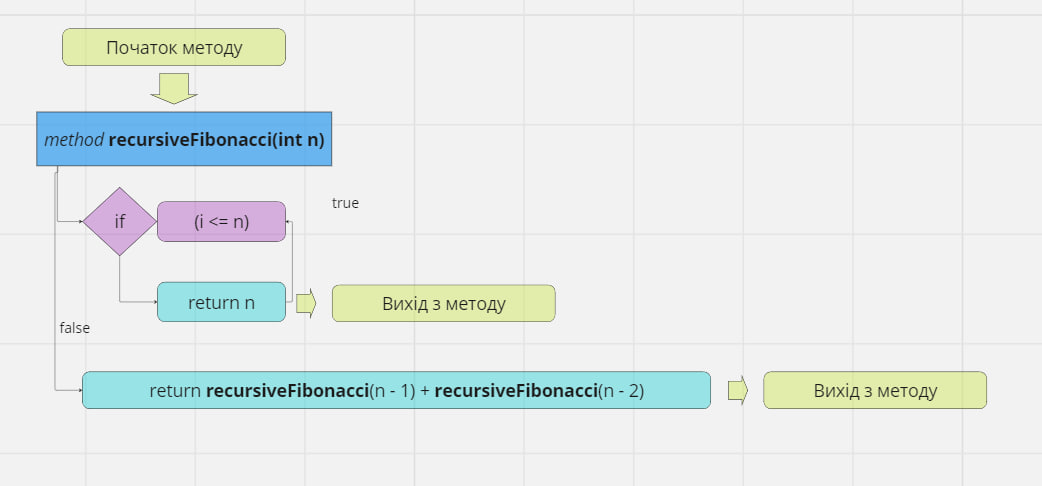 Початок методу
method recursiveFibonacci(int n)
true
if
(i <= n)
return n
Вихід з методу
false
return recursiveFibonacci(n - 1) + recursiveFibonacci(n - 2)
Вихід з методу